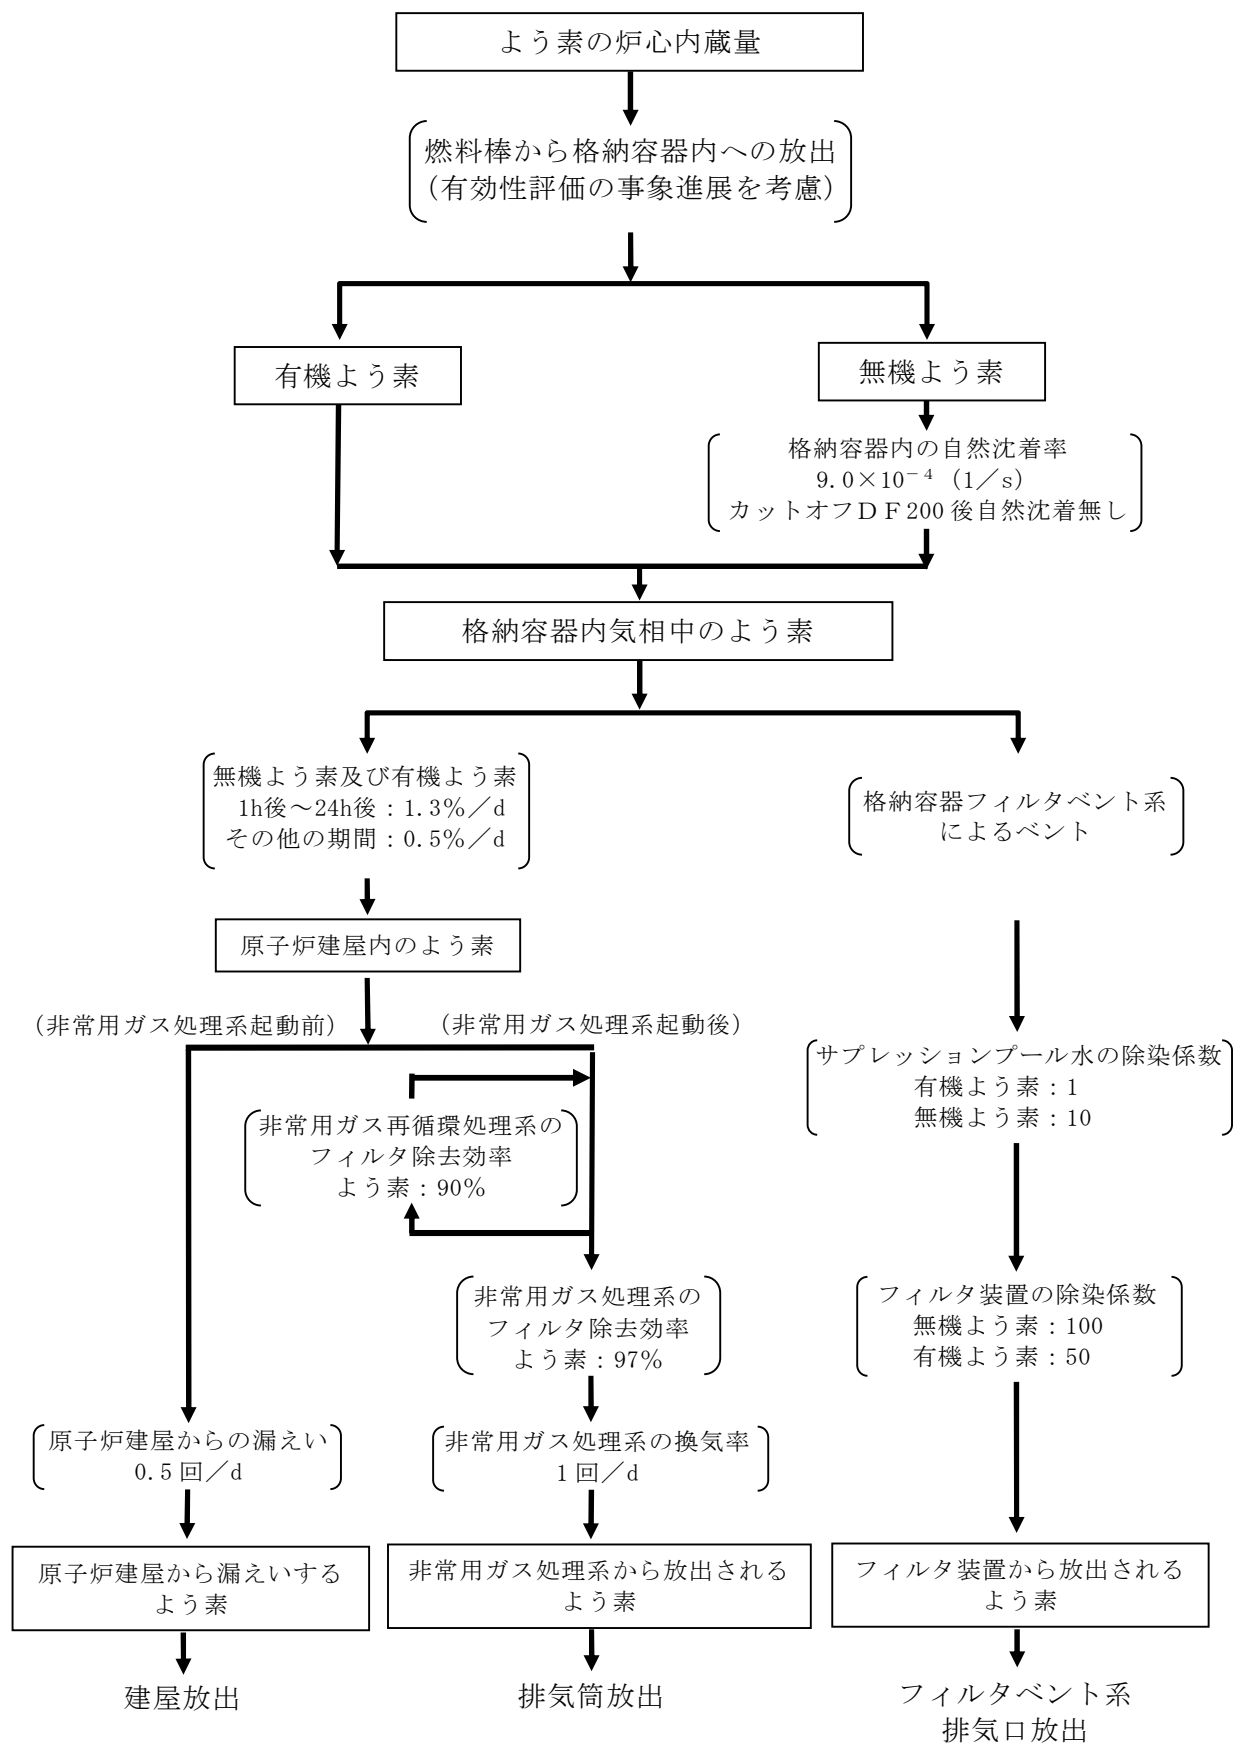 よう素の炉心内蔵量
燃料棒から格納容器内への放出
（有効性評価の事象進展を考慮）
有機よう素
無機よう素
格納容器内の自然沈着率
9.0×10⁻⁴（1／s）
カットオフＤＦ200後自然沈着無し
格納容器内気相中のよう素
無機よう素及び有機よう素
1h後～24h後：1.3％／d
その他の期間：0.5％／d
格納容器フィルタベント系
によるベント
原子炉建屋内のよう素
（非常用ガス処理系起動前）
（非常用ガス処理系起動後）
サプレッションプール水の除染係数
有機よう素：1
無機よう素：10
非常用ガス再循環処理系の
フィルタ除去効率
よう素：90％
非常用ガス処理系の
フィルタ除去効率
よう素：97％
フィルタ装置の除染係数
無機よう素：100
有機よう素：50
原子炉建屋からの漏えい
0.5回／d
非常用ガス処理系の換気率
1回／d
原子炉建屋から漏えいする
よう素
非常用ガス処理系から放出される
よう素
フィルタ装置から放出される
よう素
建屋放出
排気筒放出
フィルタベント系
排気口放出